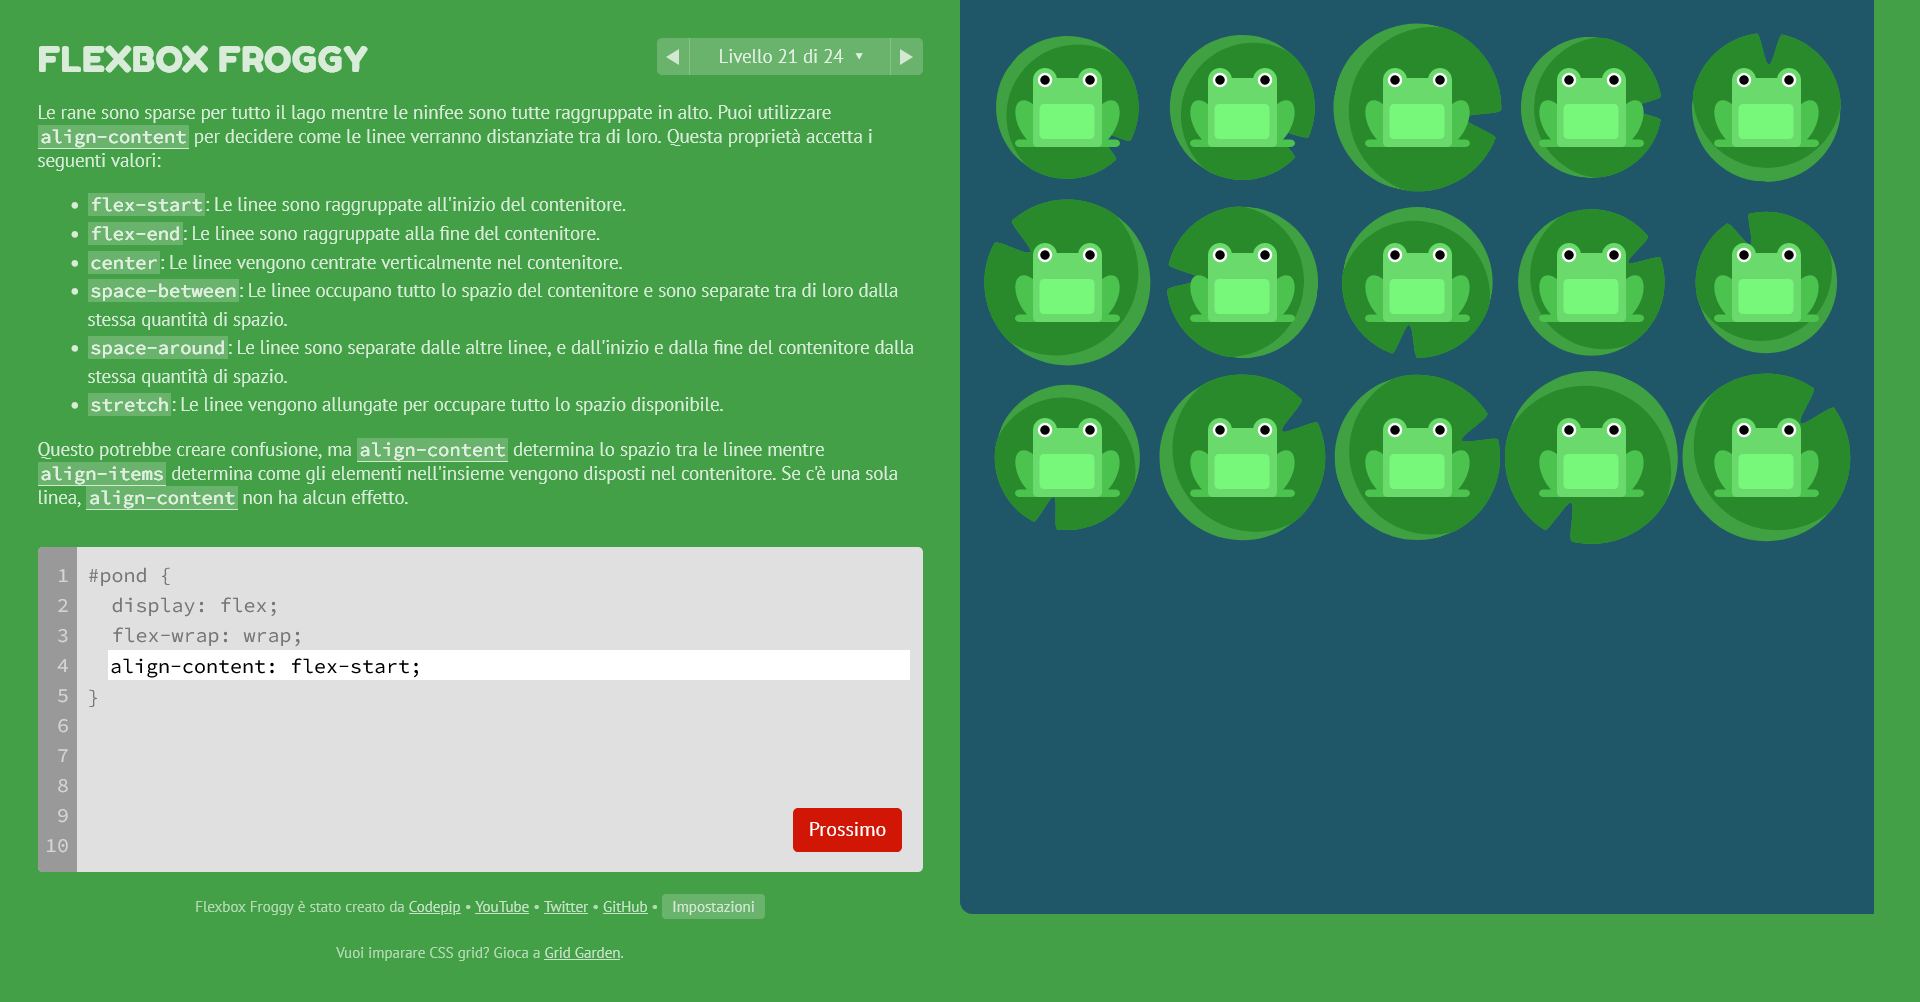 FLEXBOX FROGGY
Livello 21 di 24 ▼
Le rane sono sparse per tutto il lago mentre le ninfee sono tutte raggruppate in alto. Puoi utilizzare
align-content per decidere come le linee verranno distanziate tra di loro. Questa proprietà accetta i
seguenti valori:
• flex-start: Le linee sono raggruppate all'inizio del contenitore.
• flex-end: Le linee sono raggruppate alla fine del contenitore.
• center: Le linee vengono centrate verticalmente nel contenitore.
• space-between: Le linee occupano tutto lo spazio del contenitore e sono separate tra di loro dalla
stessa quantità di spazio.
• space-around: Le linee sono separate dalle altre linee, e dall'inizio e dalla fine del contenitore dalla
stessa quantità di spazio.
• stretch: Le linee vengono allungate per occupare tutto lo spazio disponibile.
Questo potrebbe creare confusione, ma align-content determina lo spazio tra le linee mentre
align-items determina come gli elementi nell'insieme vengono disposti nel contenitore. Se c'è una sola
linea, align-content non ha alcun effetto.
1 #pond {
2 display: flex;
3 flex-wrap: wrap;
4 align-content: flex-start;
5 }
6
7
8
9
10
Prossimo
Flexbox Froggy è stato creato da Codepip • YouTube • Twitter • GitHub • Impostazioni
Vuoi imparare CSS grid? Gioca a Grid Garden.